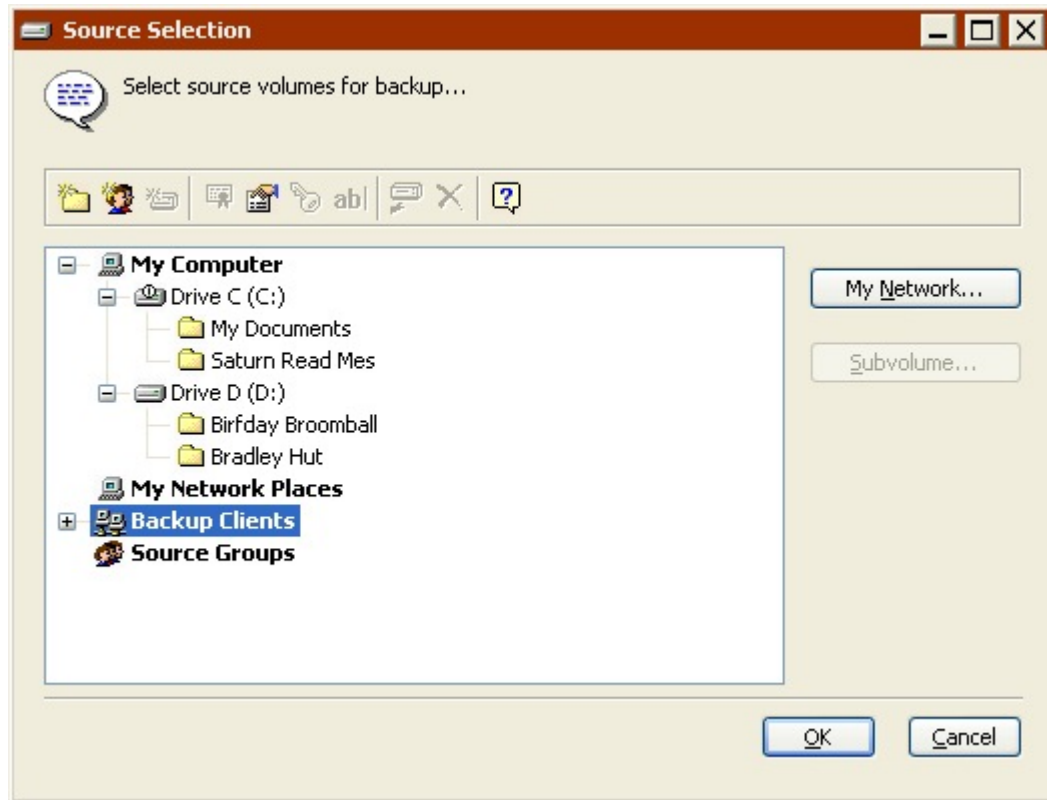 Source Selection
Select source volumes for backup...
ab|
My Computer
Drive C (C:)
My Documents
Saturn Read Mes
Drive D (D:)
Birfday Broomball
Bradley Hut
My Network Places
Backup Clients
Source Groups
My Network...
Subvolume...
OK
Cancel